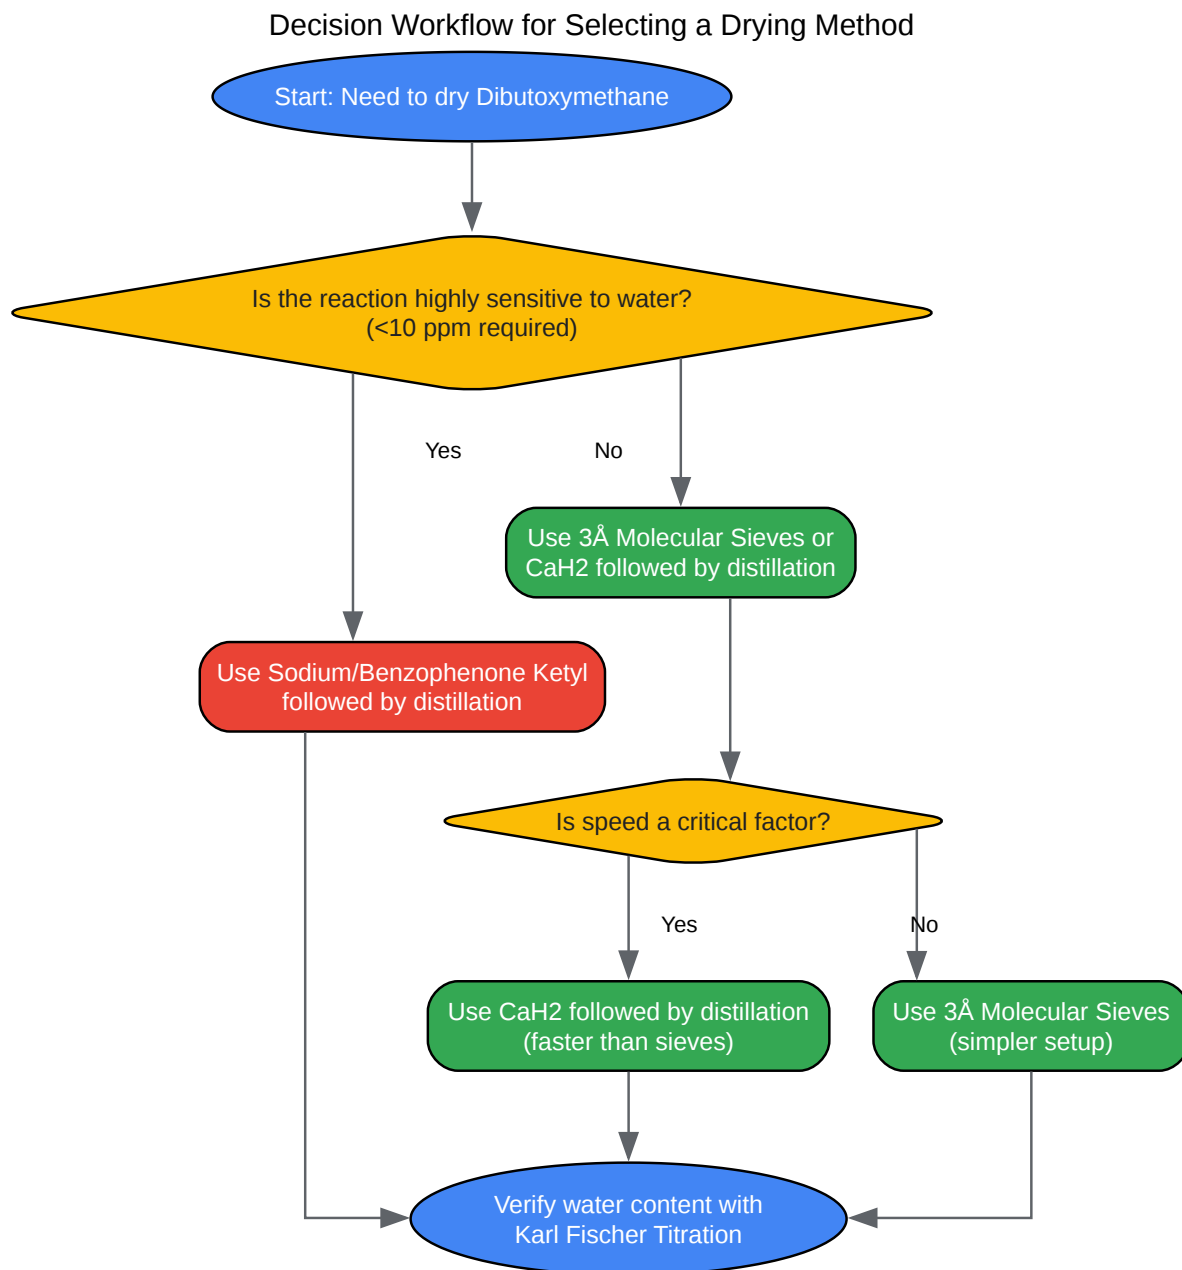 Decision Workflow for Selecting a Drying Method
Start: Need to dry Dibutoxymethane
Is the reaction highly sensitive to water?
(<10 ppm required)
Yes
No
Use 3Å Molecular Sieves or
CaH2 followed by distillation
Use Sodium/Benzophenone Ketyl
followed by distillation
Is speed a critical factor?
Yes
No
Use CaH2 followed by distillation
(faster than sieves)
Use 3Å Molecular Sieves
(simpler setup)
Verify water content with
Karl Fischer Titration